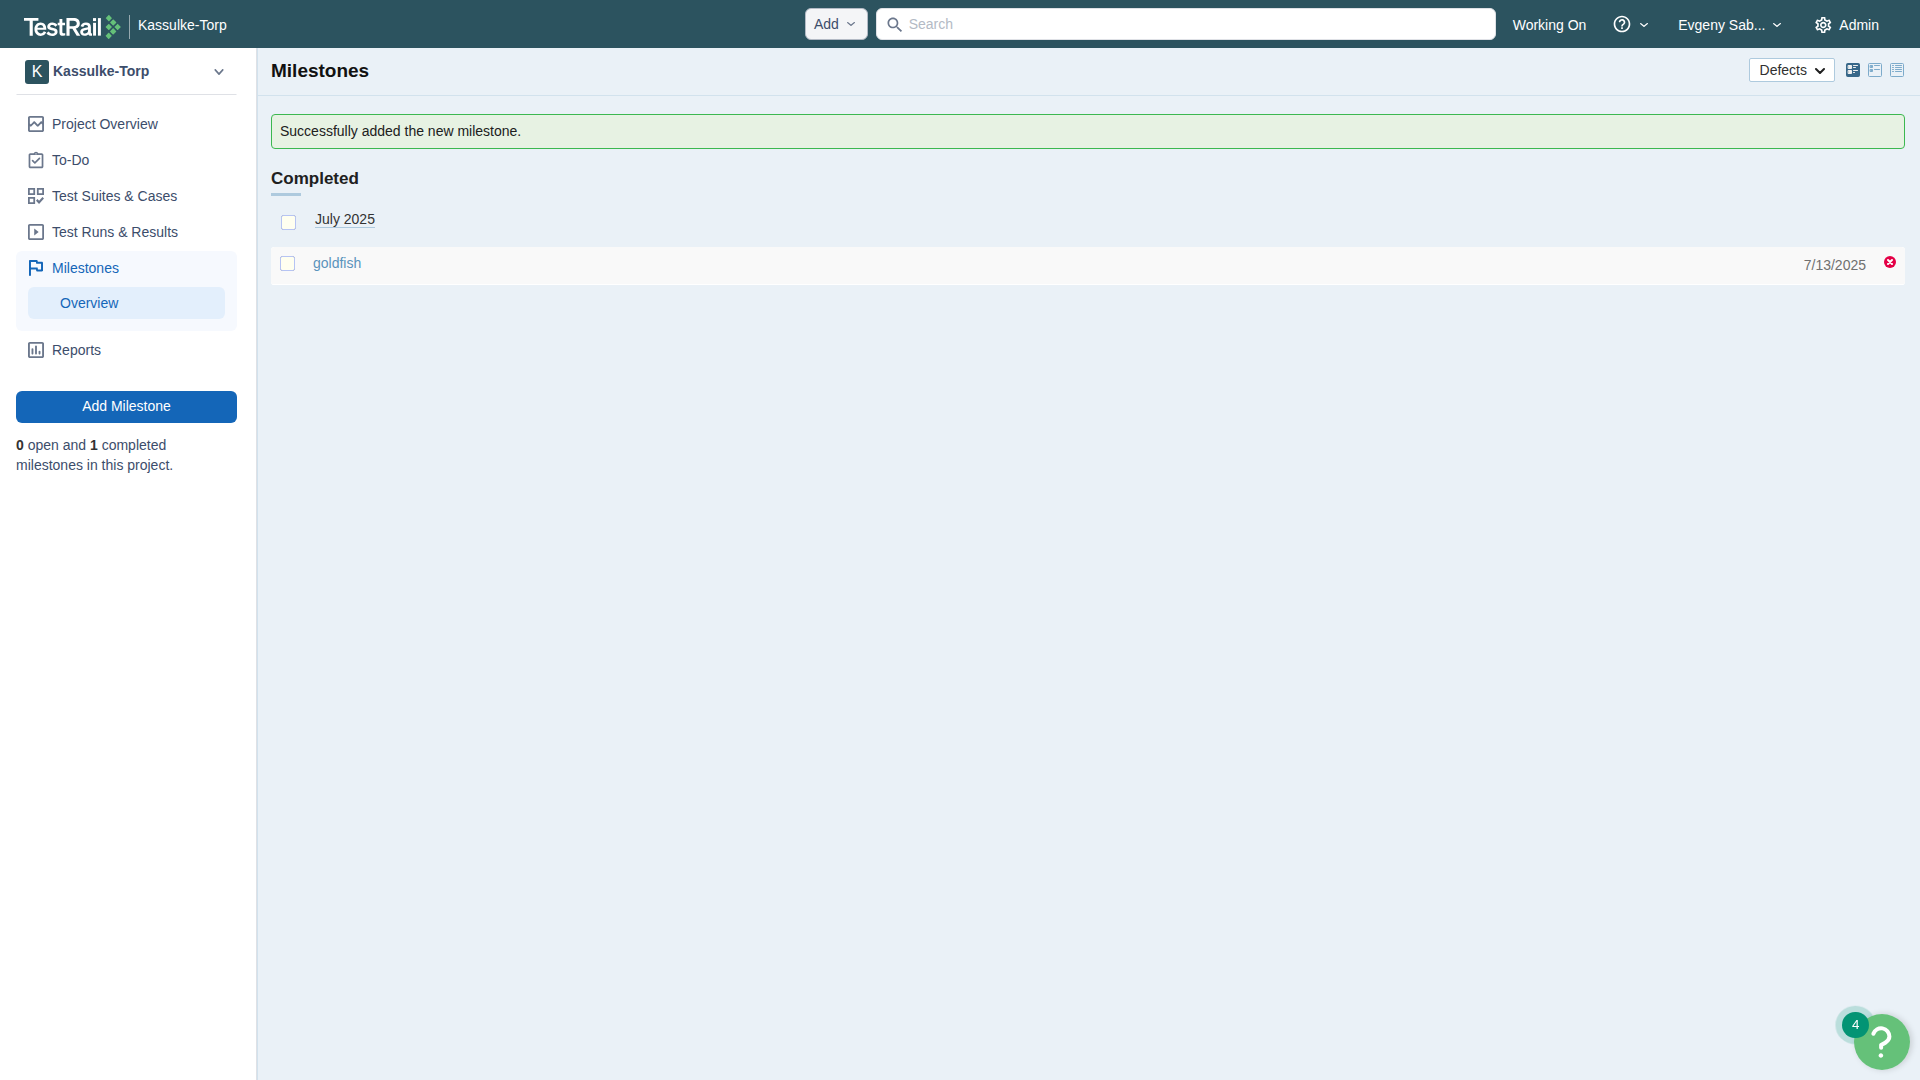 TestRail Kassulke-Torp Add Search Working On Evgeny Sab... Admin
K Kassulke-Torp
Project Overview
To-Do
Test Suites & Cases
Test Runs & Results
Milestones
Overview
Reports
Add Milestone
0 open and 1 completed
milestones in this project.
Milestones
Defects
Successfully added the new milestone.
Completed
July 2025
goldfish 7/13/2025
4
?